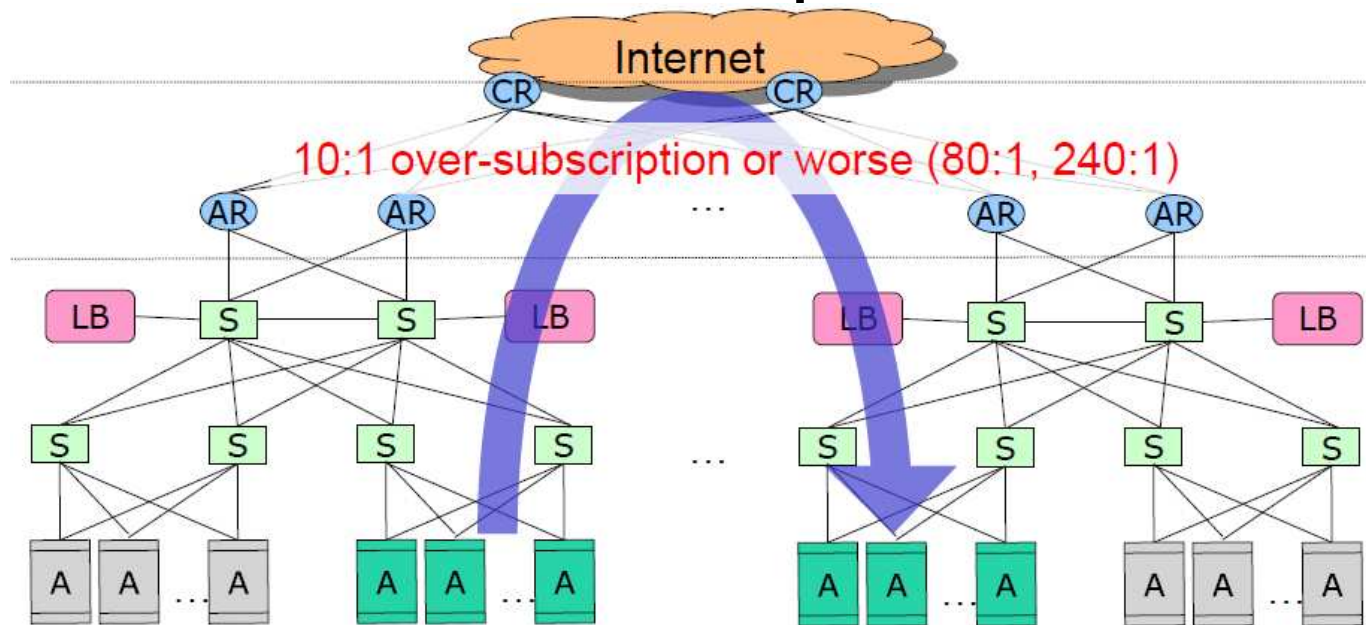 Internet
CR CR
10:1 over-subscription or worse (80:1, 240:1)
AR AR ... AR AR
LB S S LB LB S S LB
S S S S ... S S S S
A A ... A A A ... A A A ... A A A ... A